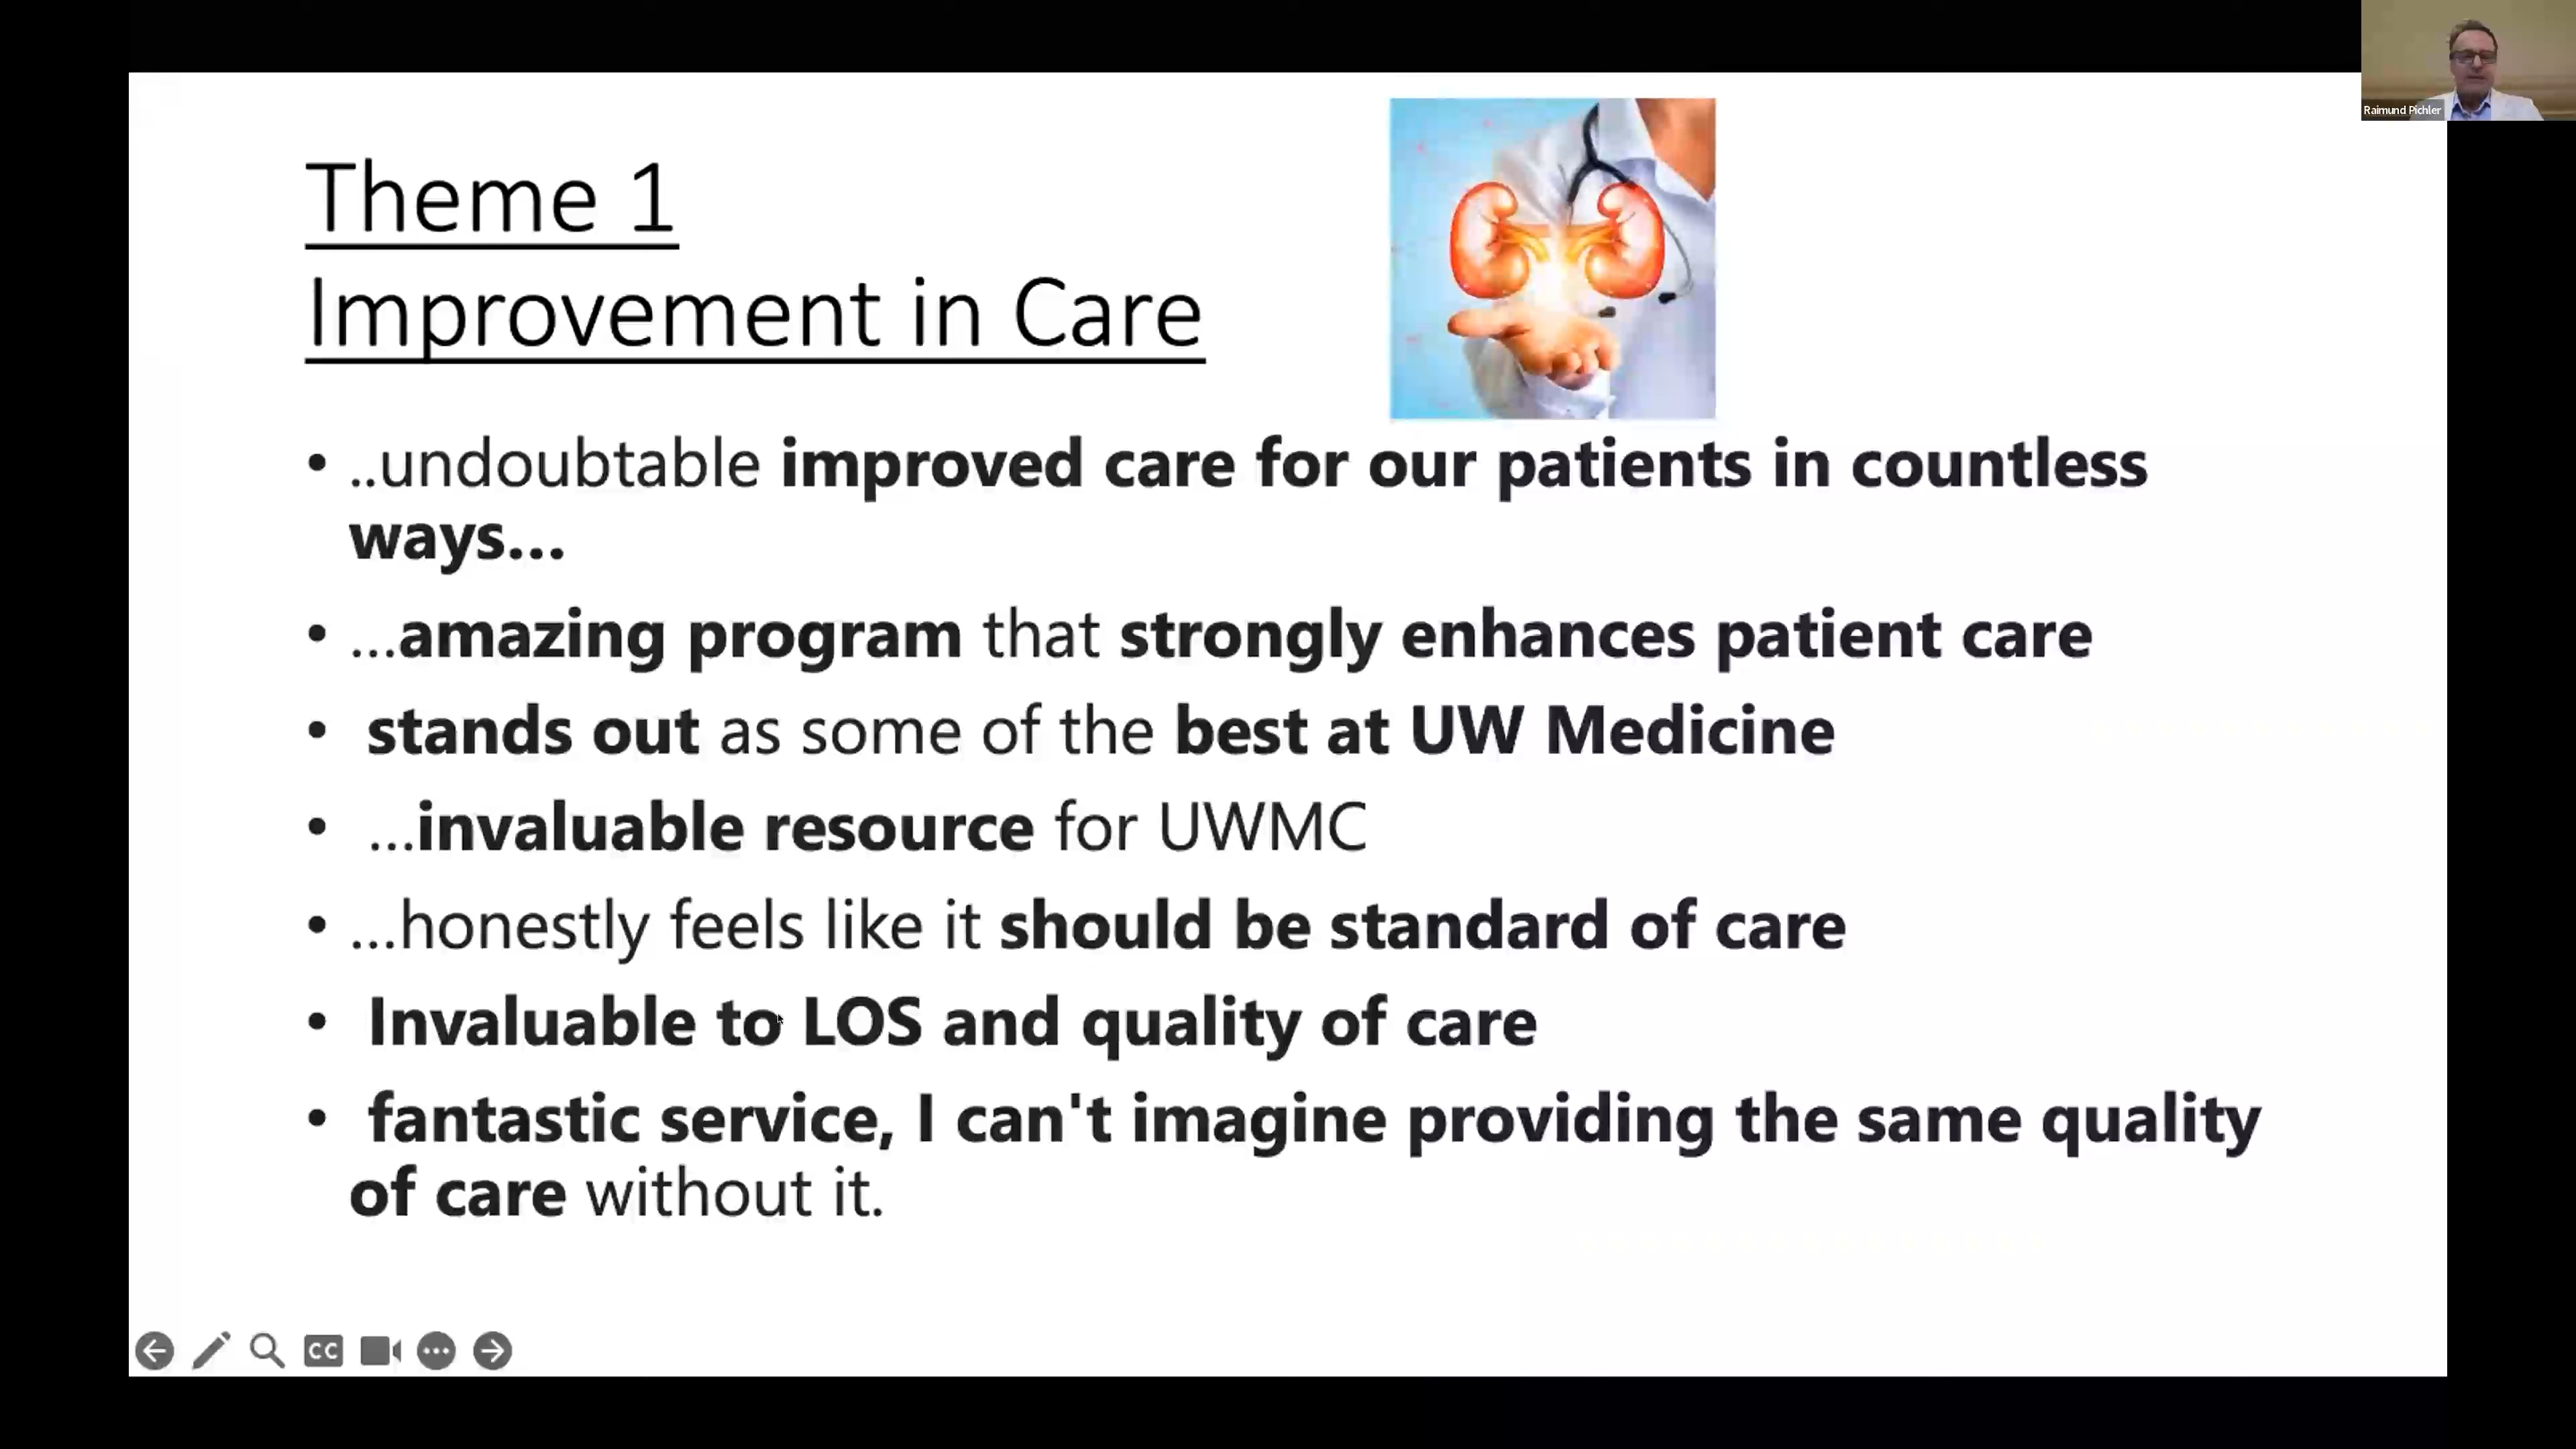 Raimund Pichler
Theme 1
Improvement in Care
• ..undoubtable improved care for our patients in countless
ways...
• ...amazing program that strongly enhances patient care
• stands out as some of the best at UW Medicine
• ...invaluable resource for UWMC
• ...honestly feels like it should be standard of care
• Invaluable to LOS and quality of care
• fantastic service, I can't imagine providing the same quality
of care without it.
CC